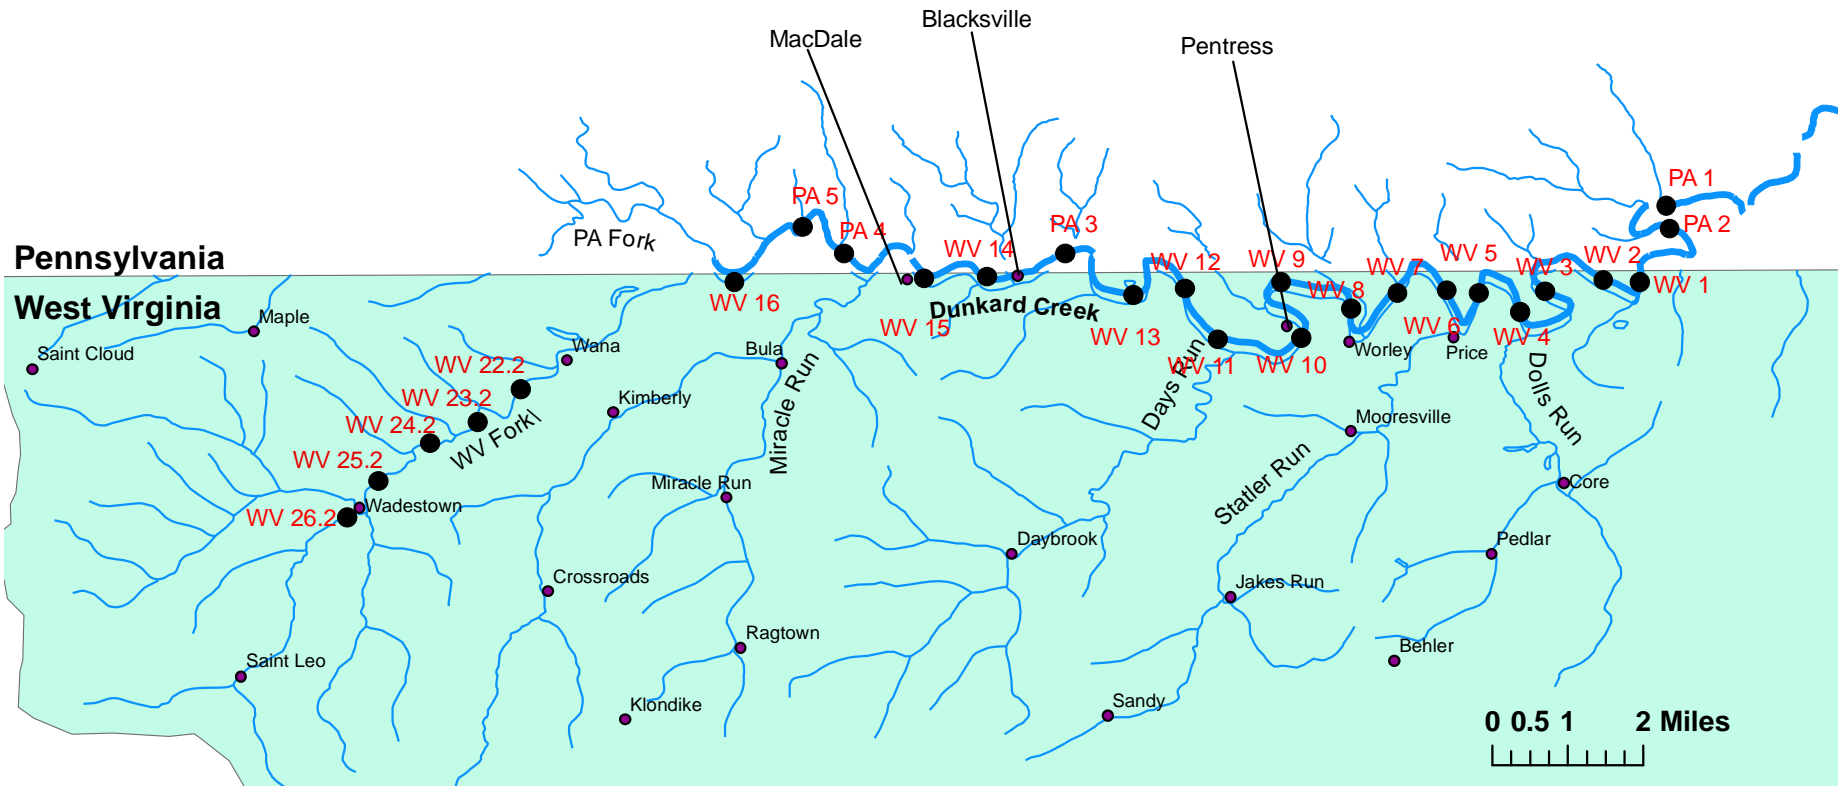 Blacksville
MacDale
Pentress
PA 1
PA 5
PA 2
PA 3
PA 4
PA Fork
WV 14
WV 12
WV 9
WV 7
WV 5
WV 3
WV 2
Pennsylvania
West Virginia
WV 16
WV 8
WV 1
Dunkard Creek
Maple
WV 15
WV 13
WV 6
WV 4
Saint Cloud
Wana
Bula
Worley
Price
WV 22.2
WV 11
WV 10
WV 23.2
Kimberly
Miracle Run
Days Run
Dolls Run
WV 24.2
WV Fork
Mooresville
WV 25.2
Statler Run
Miracle Run
Core
Wadestown
WV 26.2
Daybrook
Pedlar
Crossroads
Jakes Run
Ragtown
Behler
Saint Leo
Klondike
Sandy
0 0.5 1 2 Miles